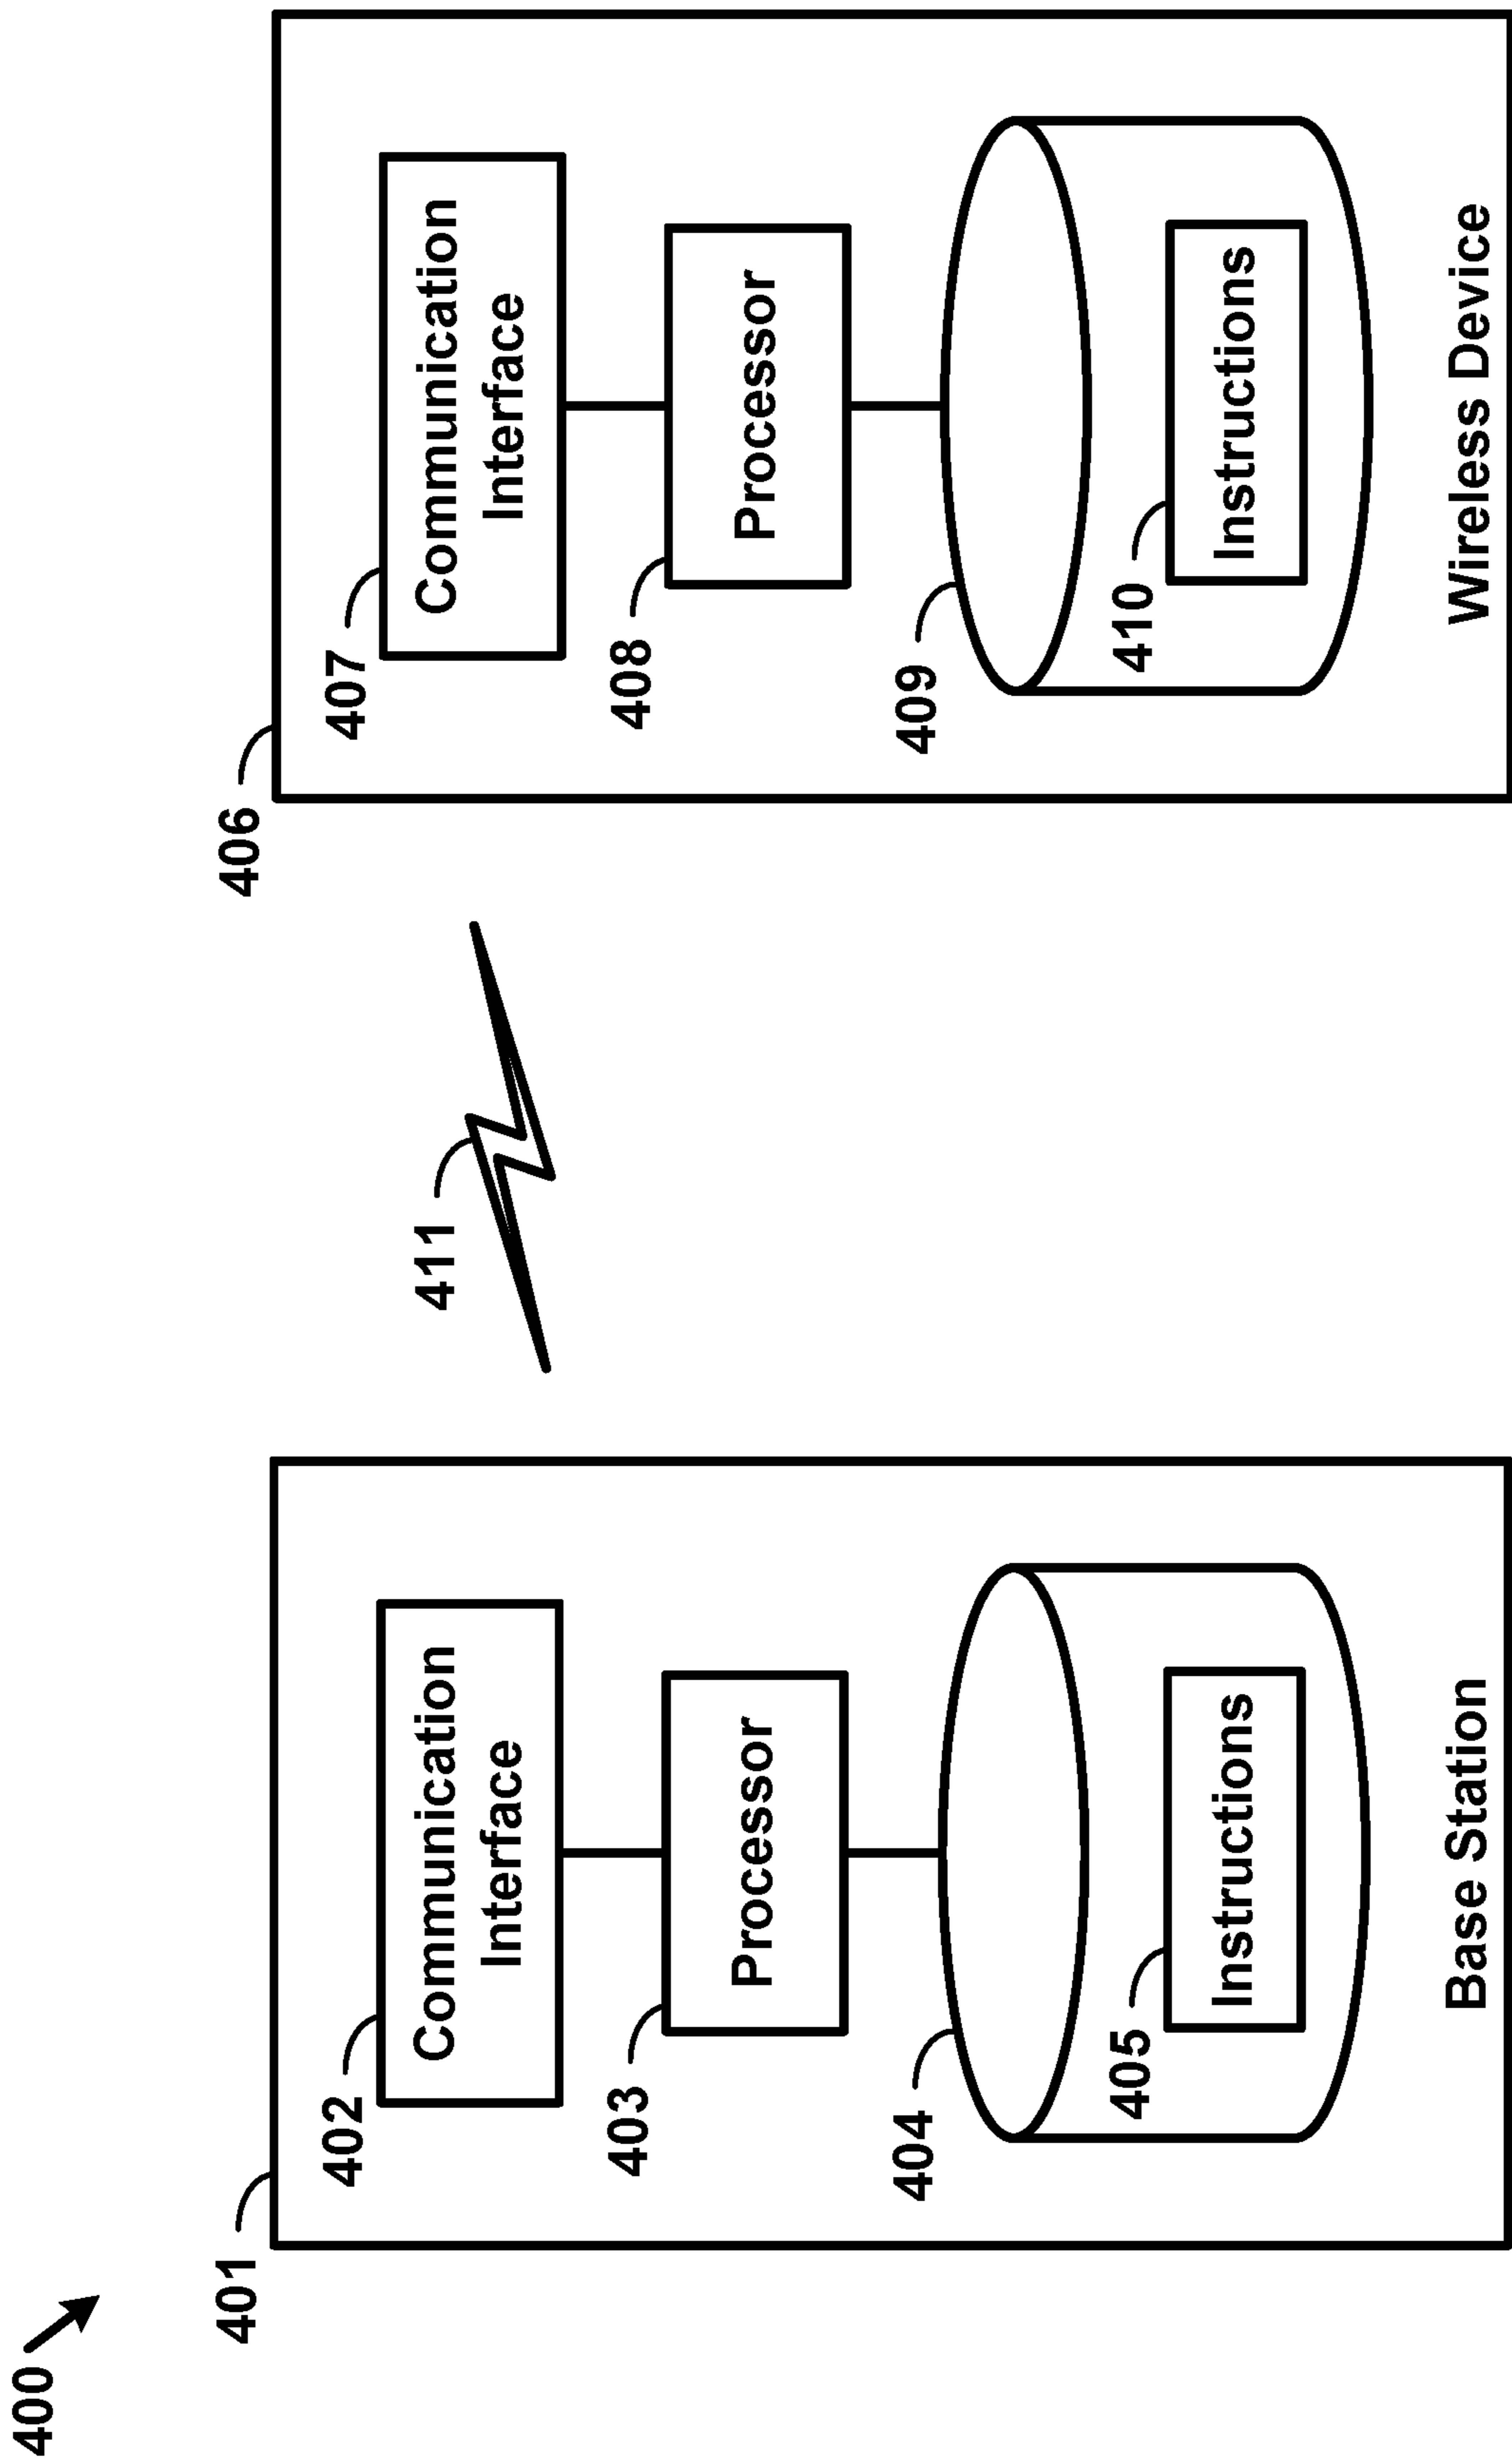 400
401
402
Communication
Interface
403
Processor
404
405
Instructions
Base Station
411
406
407
Communication
Interface
408
Processor
409
410
Instructions
Wireless Device